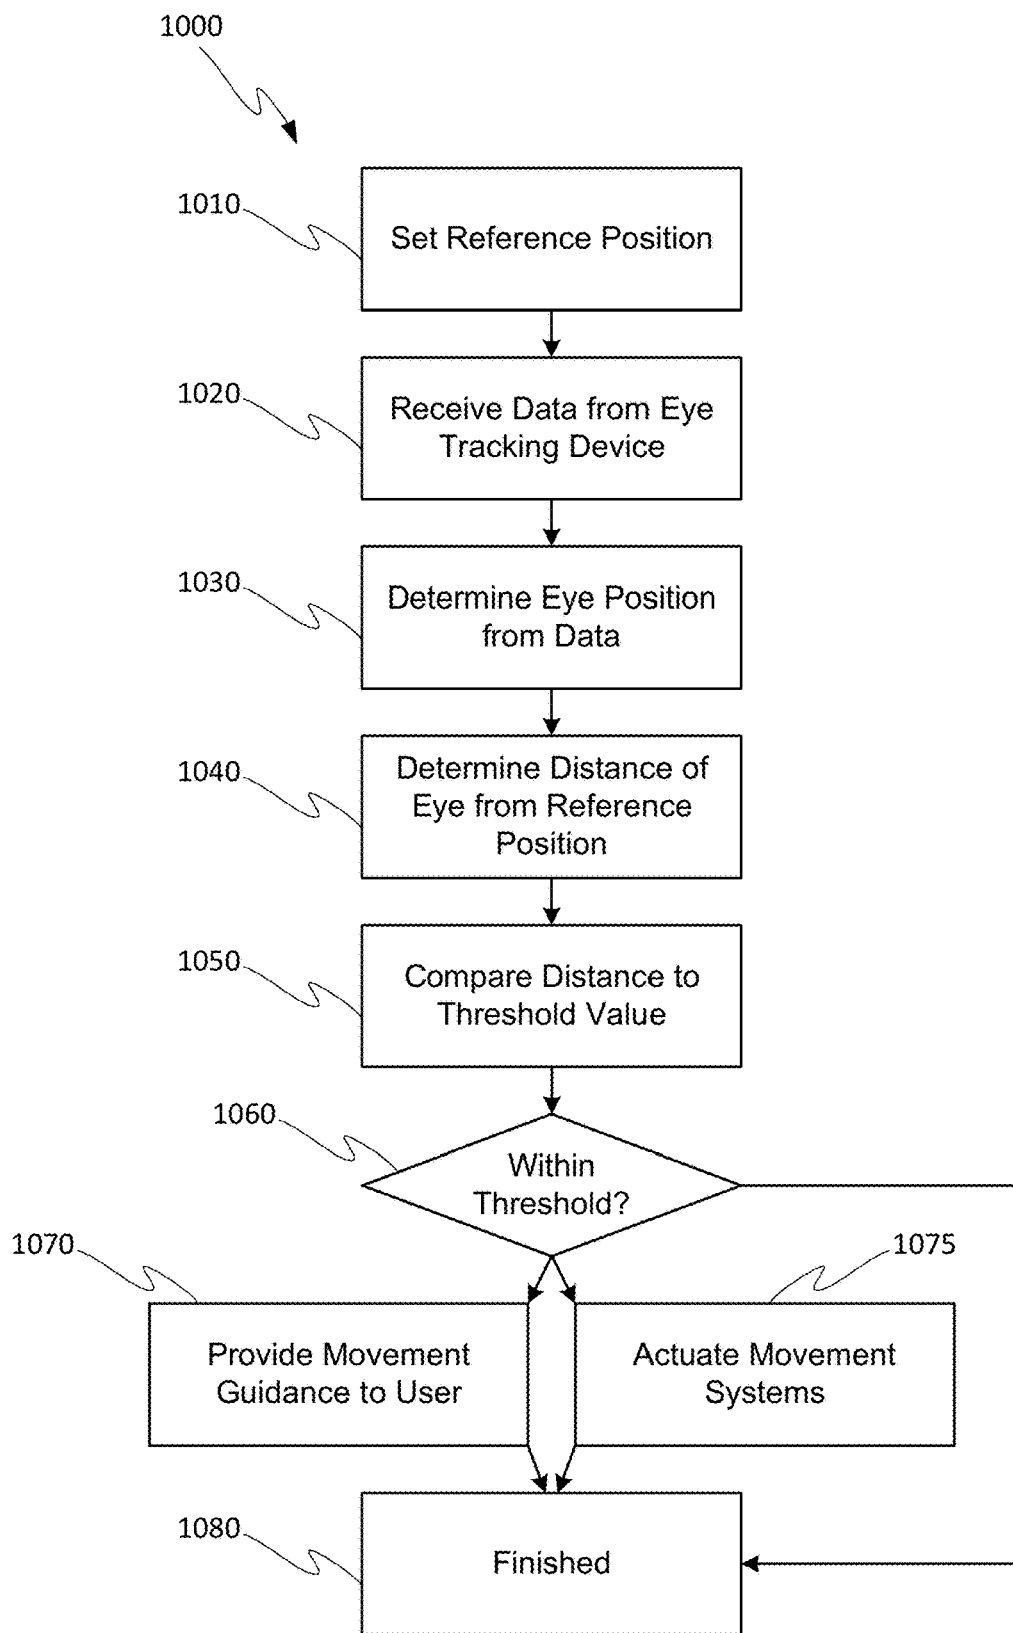 1000
1010
Set Reference Position
1020
Receive Data from Eye
Tracking Device
1030
Determine Eye Position
from Data
1040
Determine Distance of
Eye from Reference
Position
1050
Compare Distance to
Threshold Value
1060
Within
Threshold?
1070
1075
Provide Movement
Guidance to User
Actuate Movement
Systems
1080
Finished